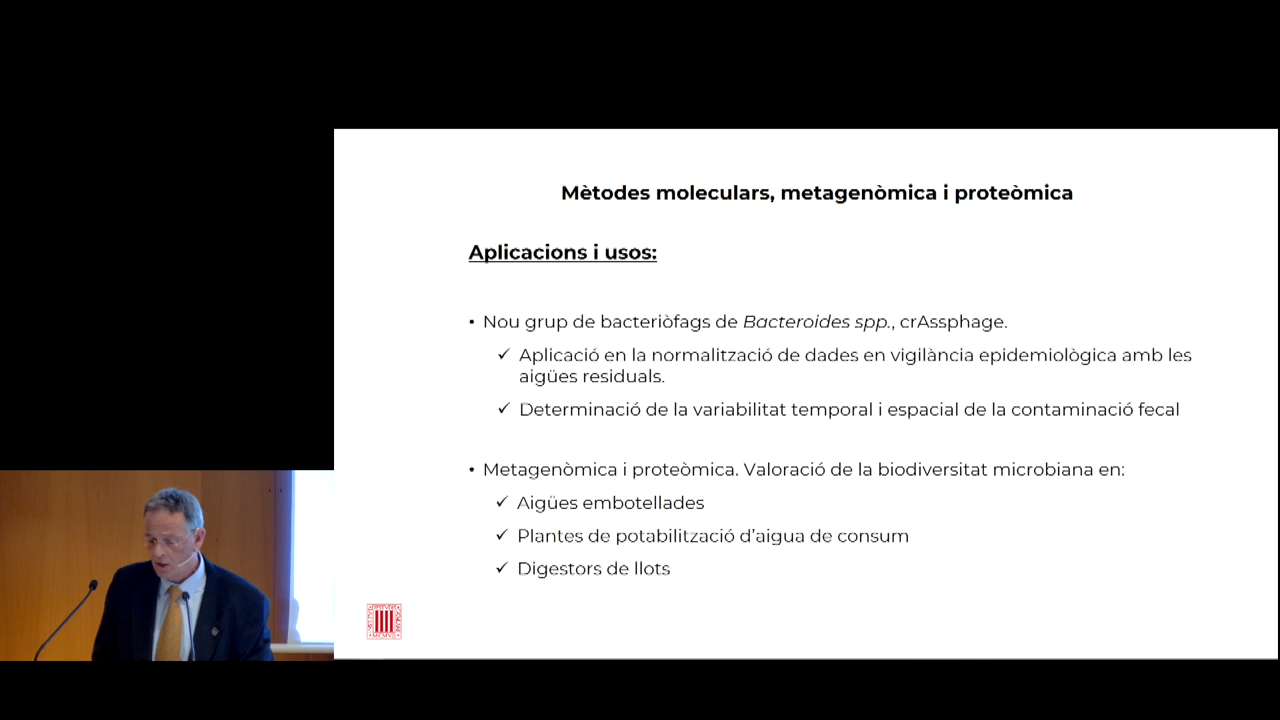 Mètodes moleculars, metagenòmica i proteòmica
Aplicacions i usos:
• Nou grup de bacteriòfags de Bacteroides spp., crAssphage.
✓ Aplicació en la normalització de dades en vigilància epidemiològica amb les
aigües residuals.
✓ Determinació de la variabilitat temporal i espacial de la contaminació fecal
• Metagenòmica i proteòmica. Valoració de la biodiversitat microbiana en:
✓ Aigües embotellades
✓ Plantes de potabilització d’aigua de consum
✓ Digestors de llots